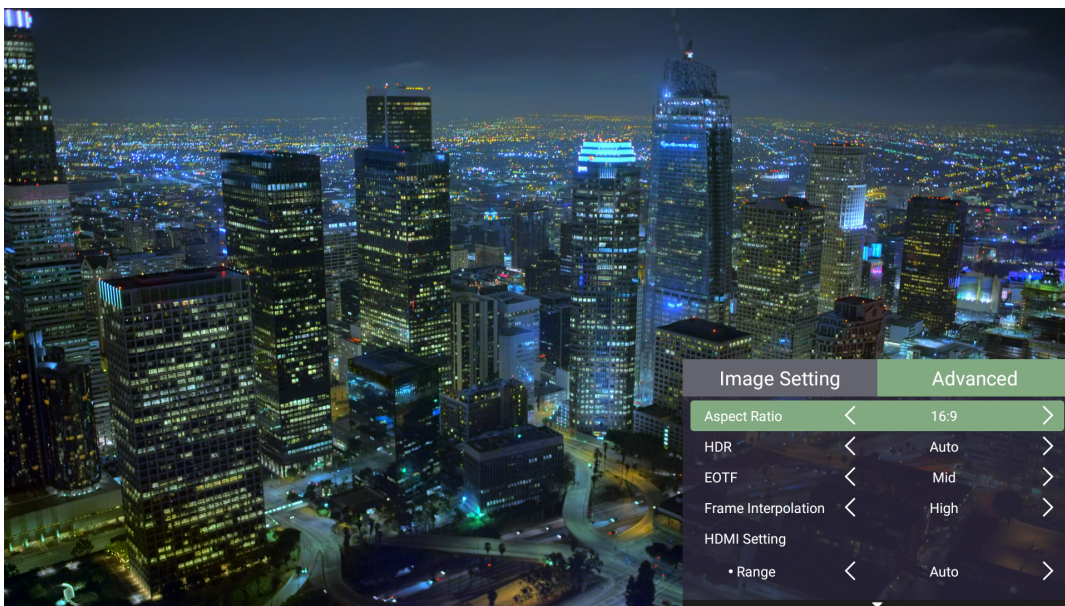 Image Setting Advanced
Aspect Ratio 16:9
HDR Auto
EOTF Mid
Frame Interpolation High
HDMI Setting
• Range Auto